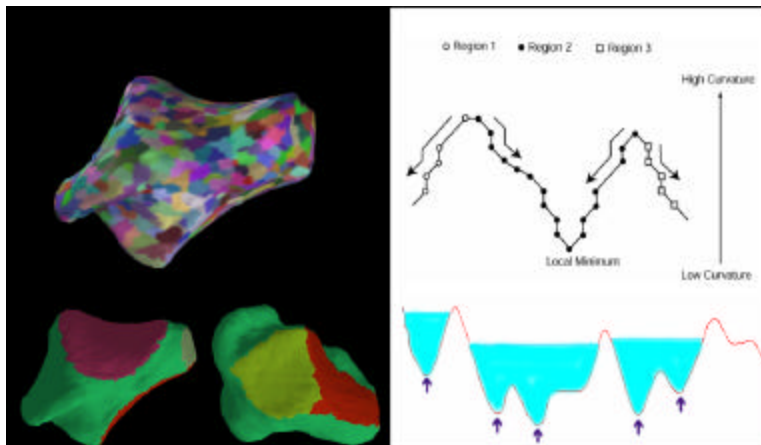 Region 1 Region 2 Region 3
High Curvature
Local Minimum
Low Curvature